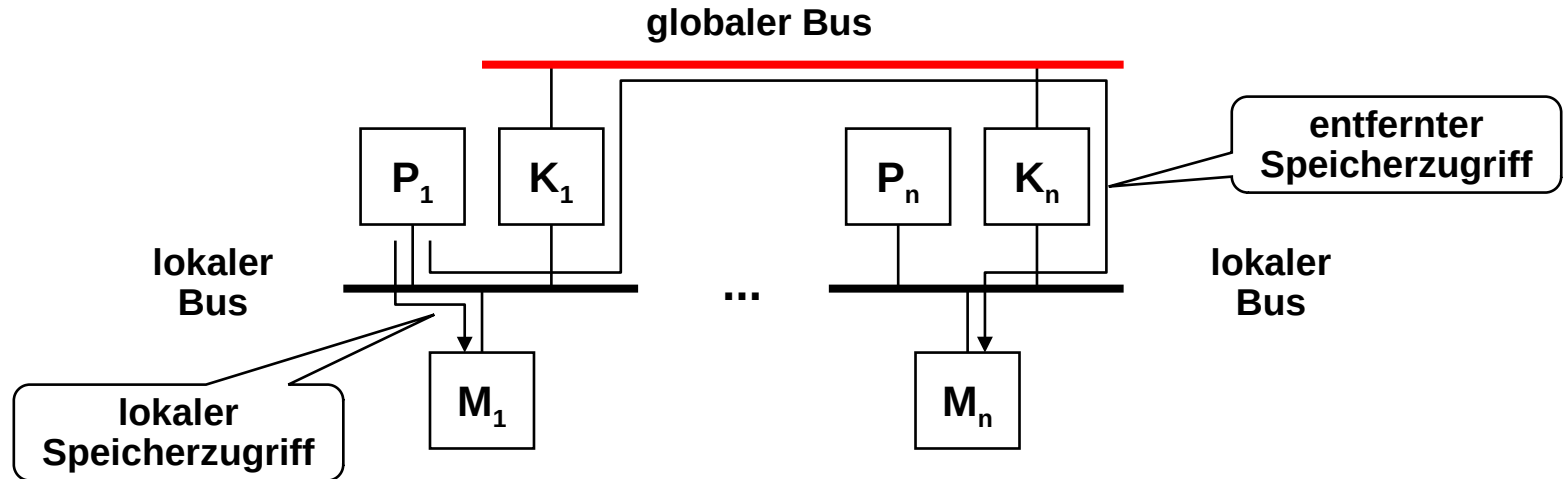 globaler Bus
entfernter
Speicherzugriff
P1
K1
Pn
Kn
lokaler
Bus
...
lokaler
Bus
M1
Mn
lokaler
Speicherzugriff